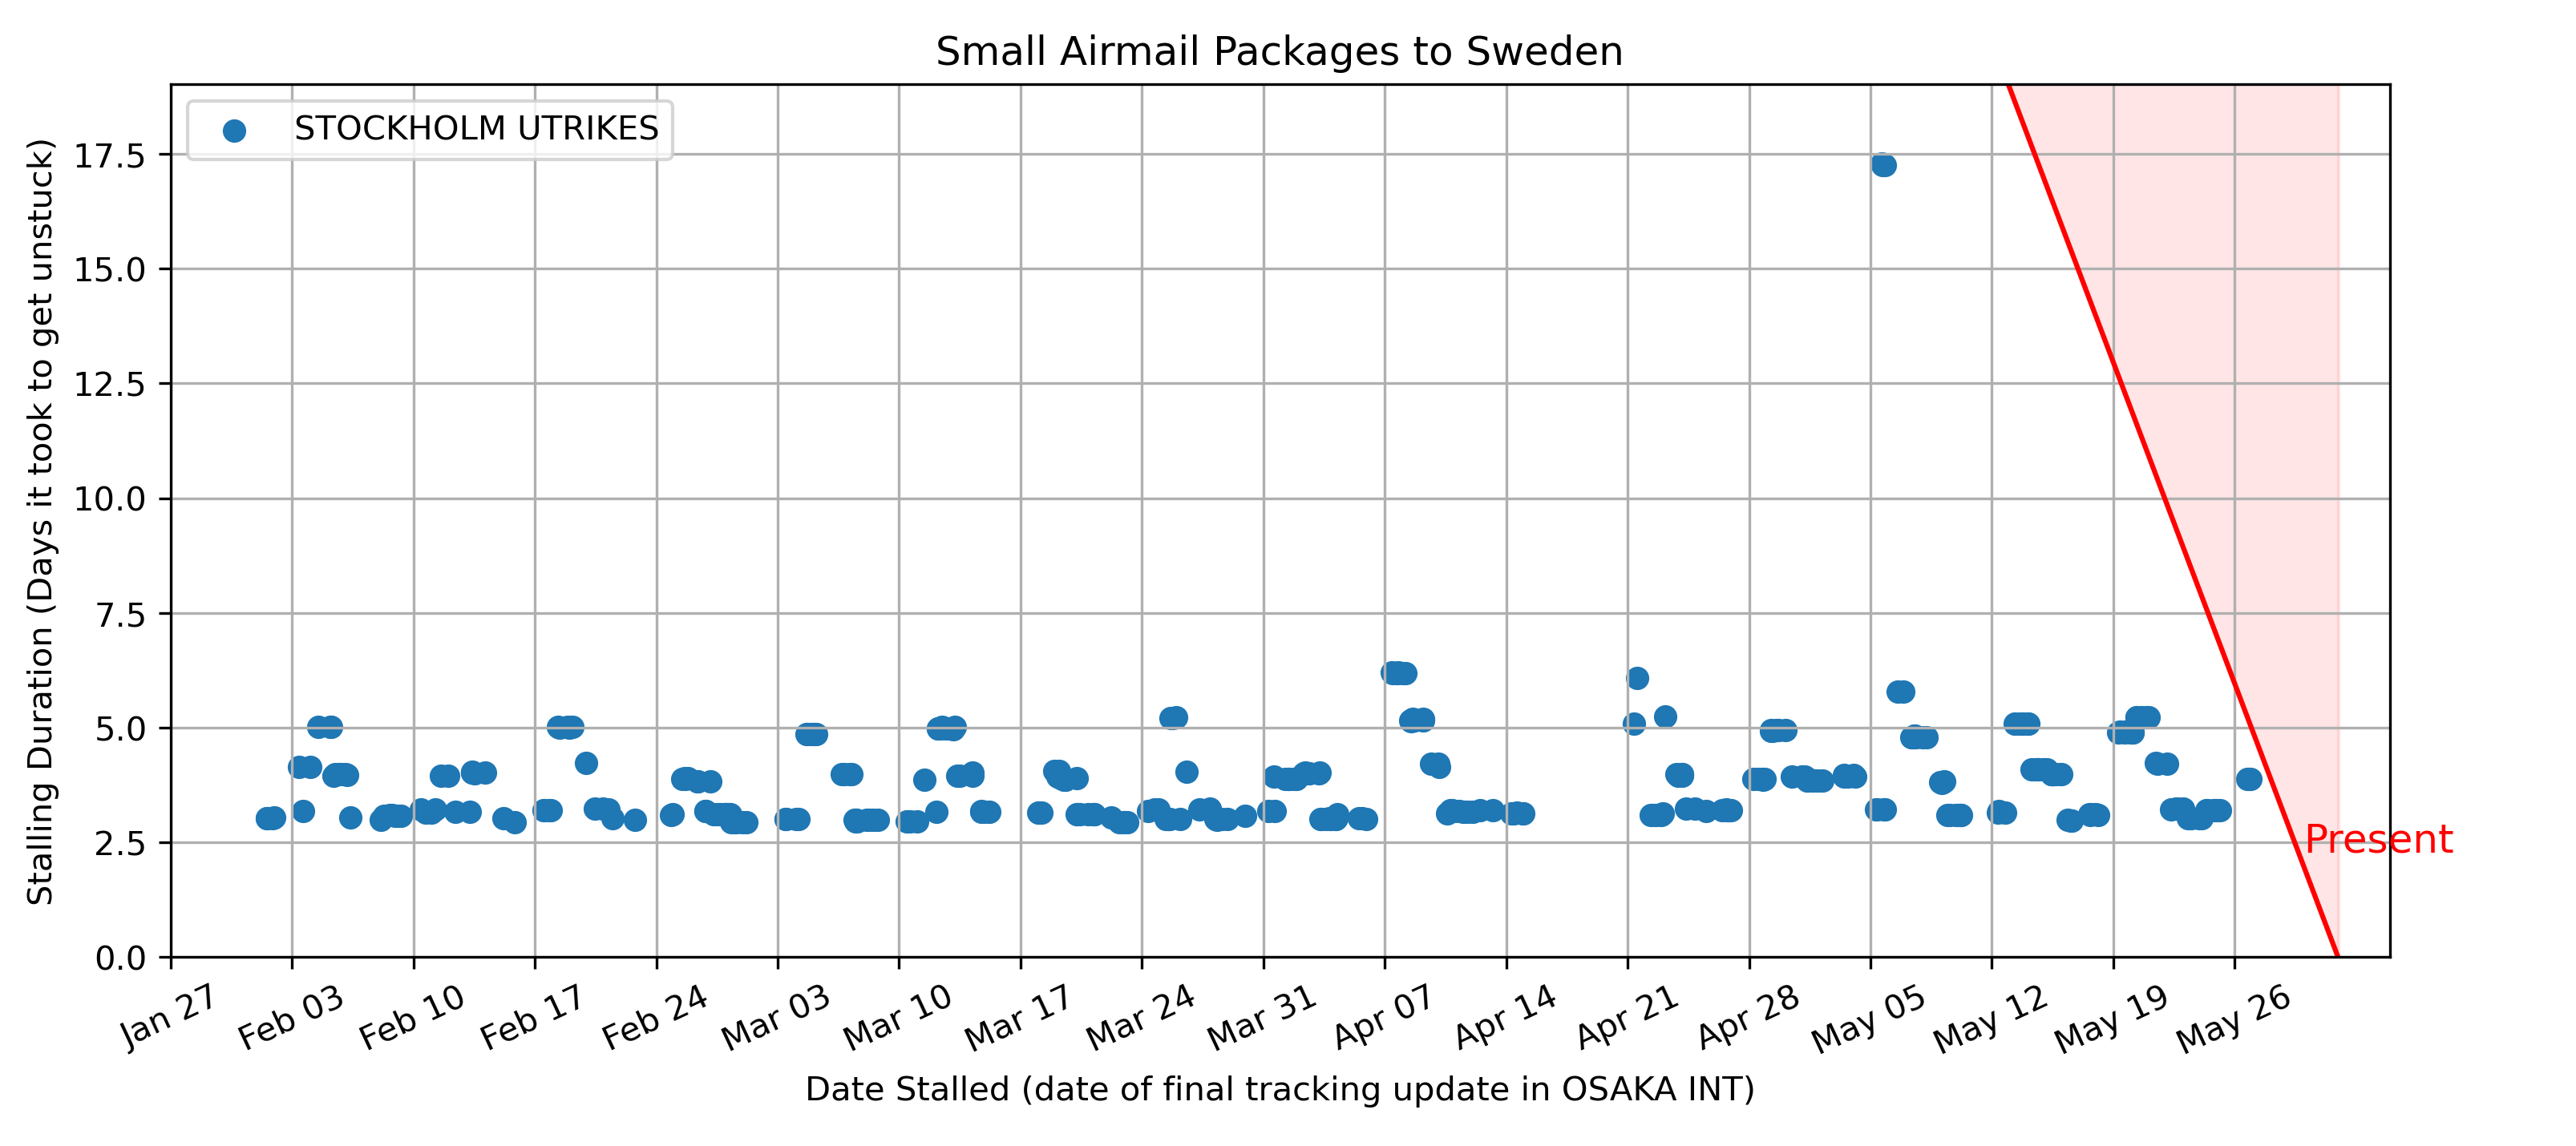 Small Airmail Packages to Sweden
STOCKHOLM UTRIKES
Stalling Duration (Days it took to get unstuck)
17.5
15.0
12.5
10.0
7.5
5.0
2.5
0.0
Present
Jan 27
Feb 03
Feb 10
Feb 17
Feb 24
Mar 03
Mar 10
Mar 17
Mar 24
Mar 31
Apr 07
Apr 14
Apr 21
Apr 28
May 05
May 12
May 19
May 26
Date Stalled (date of final tracking update in OSAKA INT)